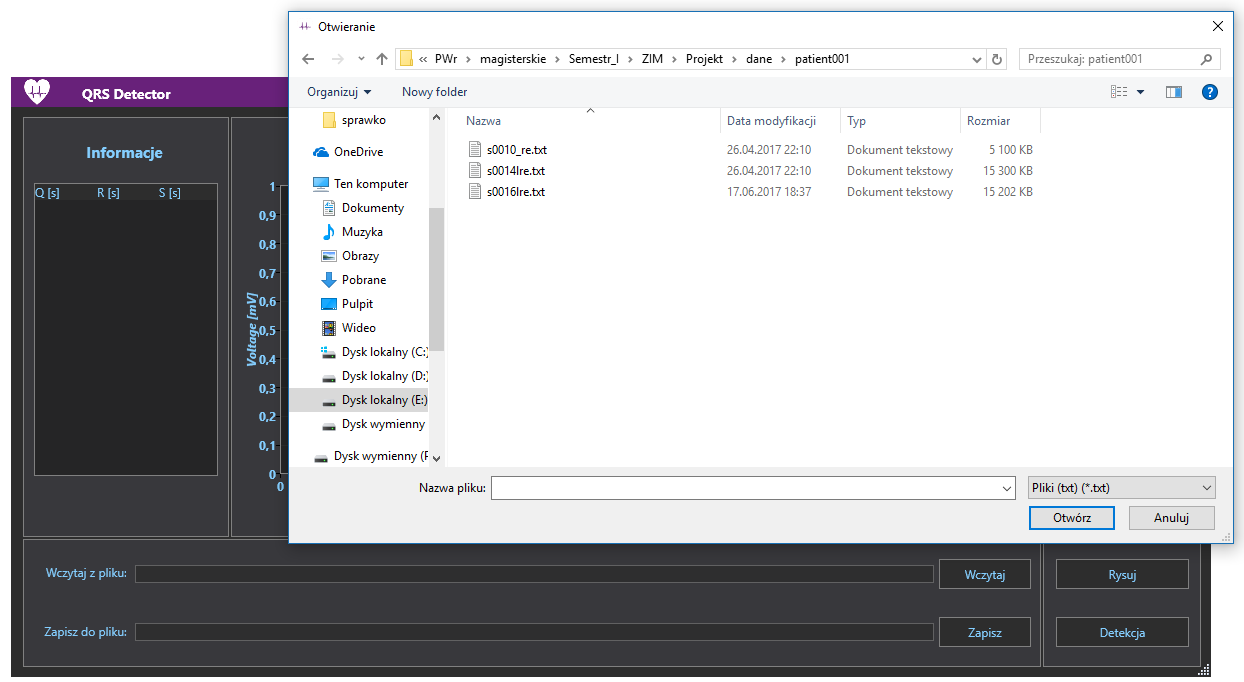 Otwieranie
« PWr › magisterskie › Semestr_I › ZIM › Projekt › dane › patient001
Przeszukaj: patient001
QRS Detector
Organizuj
Nowy folder
?
Informacje
Q [s] R [s] S [s]
Voltage [mV]
1
0,9
0,8
0,7
0,6
0,5
0,4
0,3
0,2
0,1
0
0
sprawko
OneDrive
Ten komputer
Dokumenty
Muzyka
Obrazy
Pobrane
Pulpit
Wideo
Dysk lokalny (C:)
Dysk lokalny (D:)
Dysk lokalny (E:)
Dysk wymienny
Dysk wymienny (F
Nazwa Data modyfikacji Typ Rozmiar
s0010_re.txt 26.04.2017 22:10 Dokument tekstowy 5 100 KB
s0014lre.txt 26.04.2017 22:10 Dokument tekstowy 15 300 KB
s0016lre.txt 17.06.2017 18:37 Dokument tekstowy 15 202 KB
Nazwa pliku:
Pliki (txt) (*.txt)
Otwórz
Anuluj
Wczytaj z pliku:
Wczytaj
Rysuj
Zapisz do pliku:
Zapisz
Detekcja